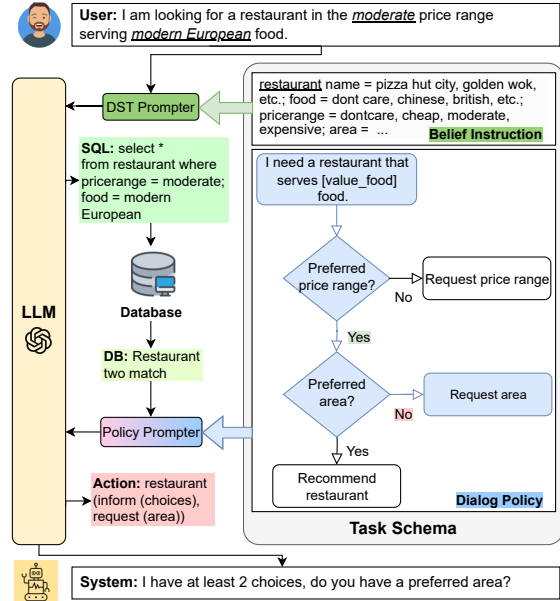 User: I am looking for a restaurant in the moderate price range
serving modern European food.
LLM
DST Prompter
restaurant name = pizza hut city, golden wok,
etc.; food = dont care, chinese, british, etc.;
pricerange = dontcare, cheap, moderate,
expensive; area = ...
Belief Instruction
SQL: select *
from restaurant where
pricerange = moderate;
food = modern
European
Database
DB: Restaurant
two match
Policy Prompter
Action: restaurant
(inform (choices),
request (area))
I need a restaurant that
serves [value_food]
food.
Preferred
price range?
No
Request price range
Yes
Preferred
area?
No
Request area
Yes
Recommend
restaurant
Dialog Policy
Task Schema
System: I have at least 2 choices, do you have a preferred area?